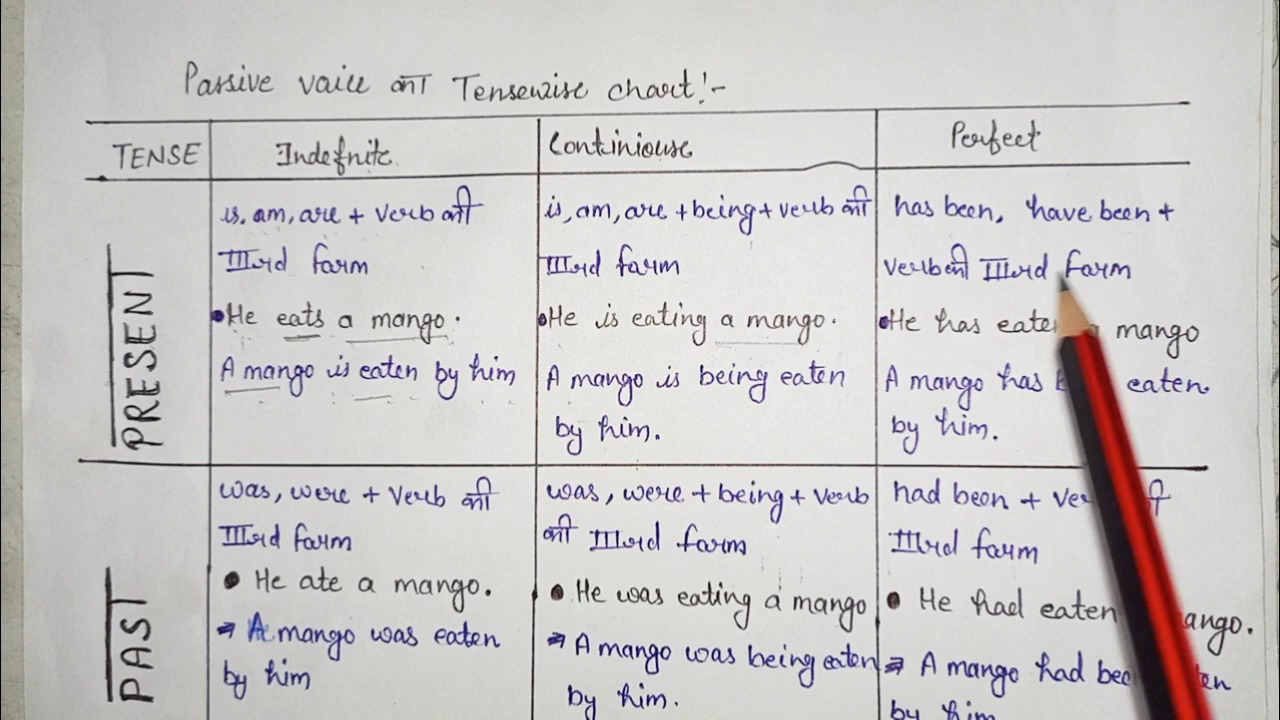 Passive vaice का Tensewise chart!-
TENSE
Indefnite
Continiouse
Perfect
PRESENT
is, am, are + verb की
IIIrd farm
•He eats a mango.
A mango is eaten by him
is, am, are +being+verb की
IIIrd farm
•He is eating a mango.
A mango is being eaten
by him.
has been, have been +
verb की IIIrd farm
•He has mango
A mango has eaten.
by him.
PAST
was, were + verb की
IIIrd farm
• He ate a mango.
⇒ A mango was eaten
by him
was, were + being + verb
की IIIrd farm
• He was eating a mango
⇒ A mango was being eaten
by him.
had been + की
IIIrd farm
• He had eaten
⇒ A mango had
by him